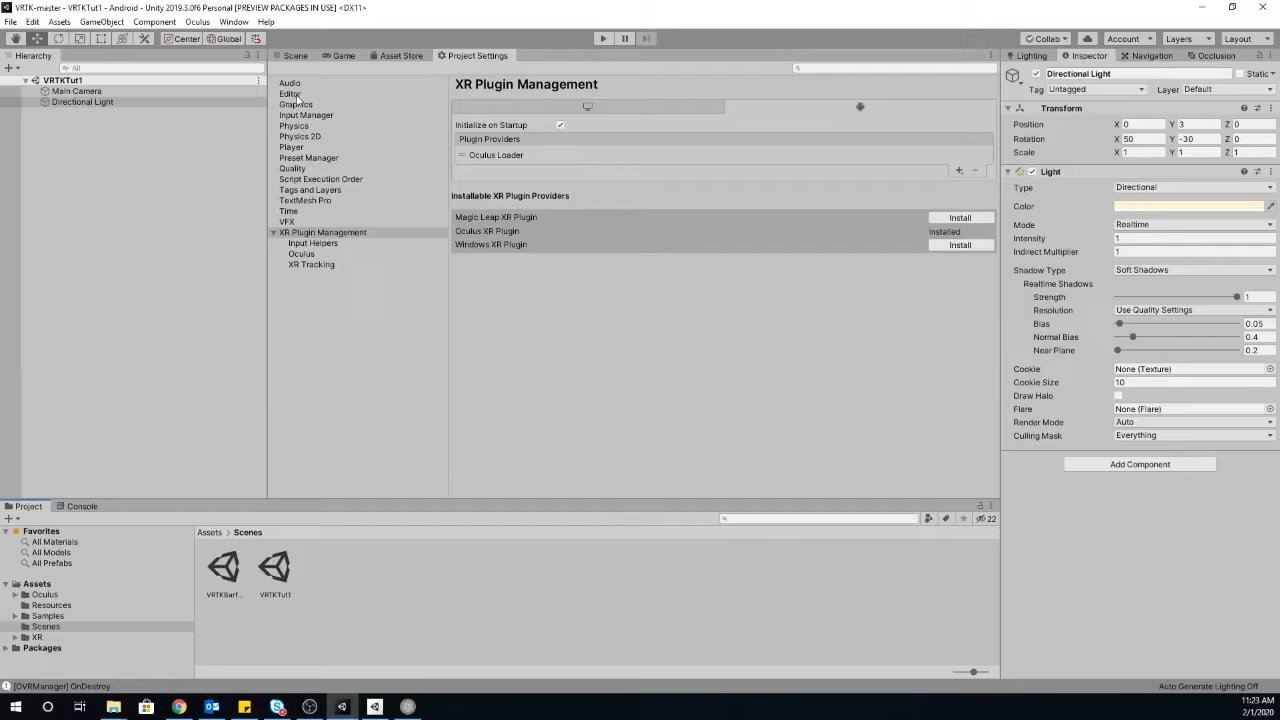 VRTK-master - VRTKTut1 - Android - Unity 2019.3.0f6 Personal [PREVIEW PACKAGES IN USE] <DX11>
File Edit Assets GameObject Component Oculus Window Help
Center Global Collab Account Layers Layout
Hierarchy Scene Game Asset Store Project Settings Lighting Inspector Navigation Occlusion
All
VRTKTut1
Main Camera
Directional Light
Audio
Editor
Graphics
Input Manager
Physics
Physics 2D
Player
Preset Manager
Quality
Script Execution Order
Tags and Layers
TextMesh Pro
Time
VFX
XR Plugin Management
Input Helpers
Oculus
XR Tracking
XR Plugin Management
Initialize on Startup
Plugin Providers
Oculus Loader
Installable XR Plugin Providers
Magic Leap XR Plugin Install
Oculus XR Plugin Installed
Windows XR Plugin Install
Directional Light Static
Tag Untagged Layer Default
Transform
Position X 0 Y 3 Z 0
Rotation X 50 Y -30 Z 0
Scale X 1 Y 1 Z 1
Light
Type Directional
Color
Mode Realtime
Intensity 1
Indirect Multiplier 1
Shadow Type Soft Shadows
Realtime Shadows
Strength 1
Resolution Use Quality Settings
Bias 0.05
Normal Bias 0.4
Near Plane 0.2
Cookie None (Texture)
Cookie Size 10
Draw Halo
Flare None (Flare)
Render Mode Auto
Culling Mask Everything
Add Component
Project Console
22
Favorites
All Materials
All Models
All Prefabs
Assets
Oculus
Resources
Samples
Scenes
XR
Packages
Assets > Scenes
VRTKBarf... VRTKTut1
[OVRManager] OnDestroy
Auto Generate Lighting Off
11:23 AM
2/1/2020